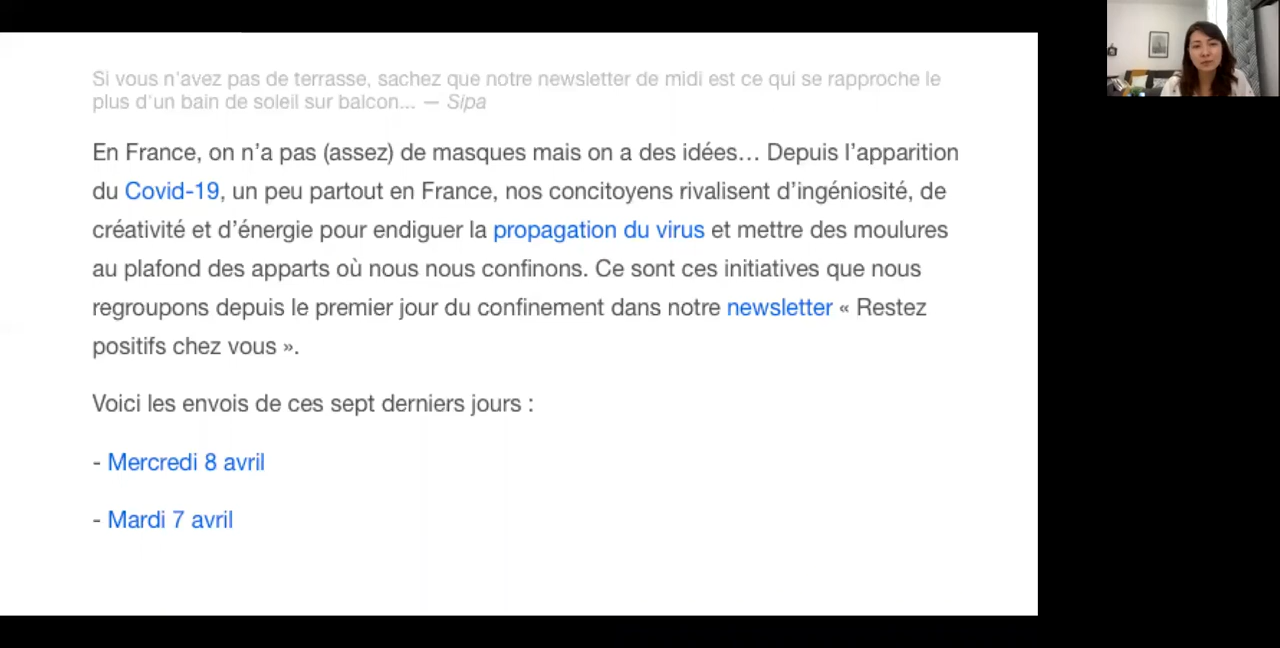 Si vous n'avez pas de terrasse, sachez que notre newsletter de midi est ce qui se rapproche le
plus d'un bain de soleil sur balcon... — Sipa
En France, on n’a pas (assez) de masques mais on a des idées… Depuis l’apparition
du Covid-19, un peu partout en France, nos concitoyens rivalisent d’ingéniosité, de
créativité et d’énergie pour endiguer la propagation du virus et mettre des moulures
au plafond des apparts où nous nous confinons. Ce sont ces initiatives que nous
regroupons depuis le premier jour du confinement dans notre newsletter « Restez
positifs chez vous ».
Voici les envois de ces sept derniers jours :
- Mercredi 8 avril
- Mardi 7 avril